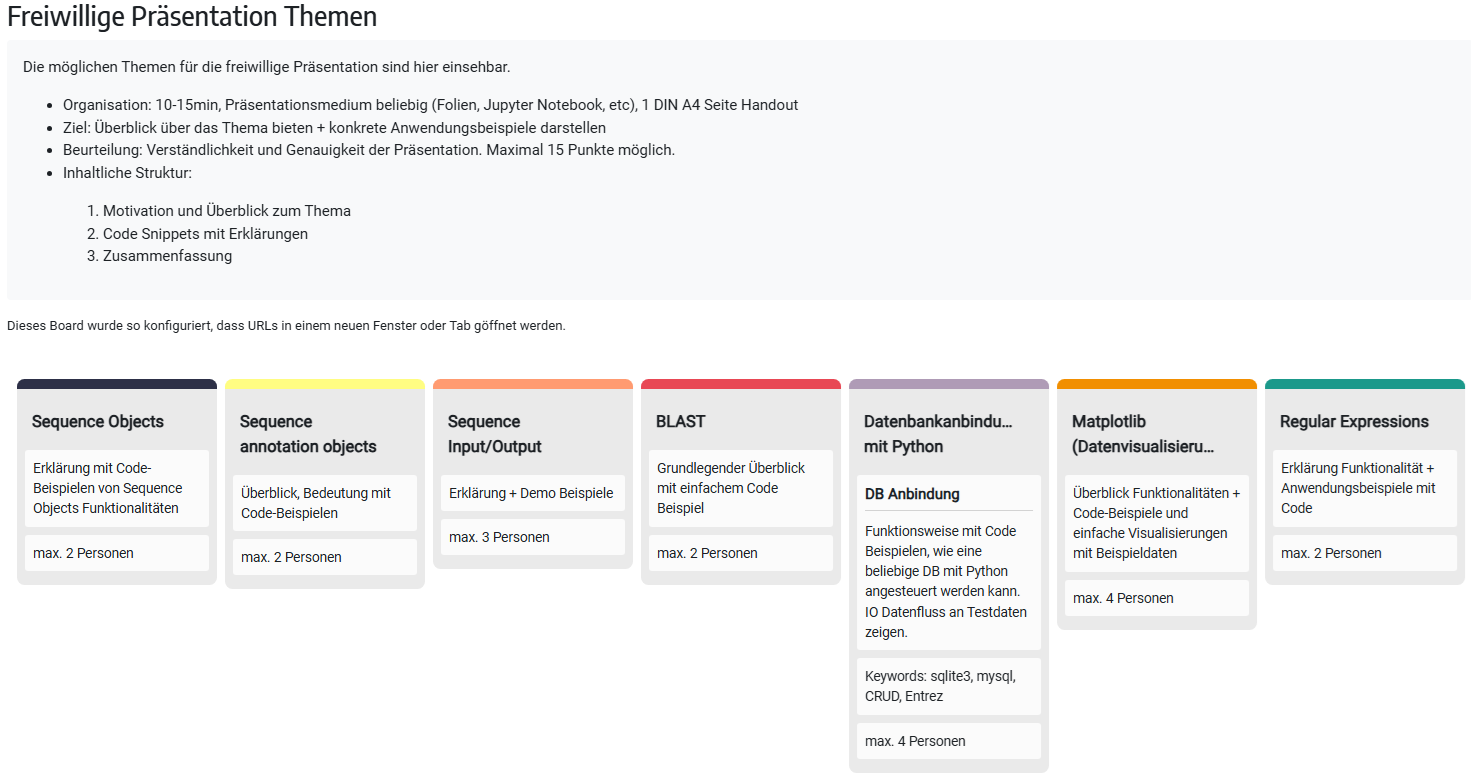 Freiwillige Präsentation Themen
Die möglichen Themen für die freiwillige Präsentation sind hier einsehbar.
• Organisation: 10-15min, Präsentationsmedium beliebig (Folien, Jupyter Notebook, etc), 1 DIN A4 Seite Handout
• Ziel: Überblick über das Thema bieten + konkrete Anwendungsbeispiele darstellen
• Beurteilung: Verständlichkeit und Genauigkeit der Präsentation. Maximal 15 Punkte möglich.
• Inhaltliche Struktur:
1. Motivation und Überblick zum Thema
2. Code Snippets mit Erklärungen
3. Zusammenfassung
Dieses Board wurde so konfiguriert, dass URLs in einem neuen Fenster oder Tab göffnet werden.
Sequence Objects
Erklärung mit Code-
Beispielen von Sequence
Objects Funktionalitäten
max. 2 Personen
Sequence
annotation objects
Überblick, Bedeutung mit
Code-Beispielen
max. 2 Personen
Sequence
Input/Output
Erklärung + Demo Beispiele
max. 3 Personen
BLAST
Grundlegender Überblick
mit einfachem Code
Beispiel
max. 2 Personen
Datenbankanbindu...
mit Python
DB Anbindung
Funktionsweise mit Code
Beispielen, wie eine
beliebige DB mit Python
angesteuert werden kann.
IO Datenfluss an Testdaten
zeigen.
Keywords: sqlite3, mysql,
CRUD, Entrez
max. 4 Personen
Matplotlib
(Datenvisualisieru...
Überblick Funktionalitäten +
Code-Beispiele und
einfache Visualisierungen
mit Beispieldaten
max. 4 Personen
Regular Expressions
Erklärung Funktionalität +
Anwendungsbeispiele mit
Code
max. 2 Personen